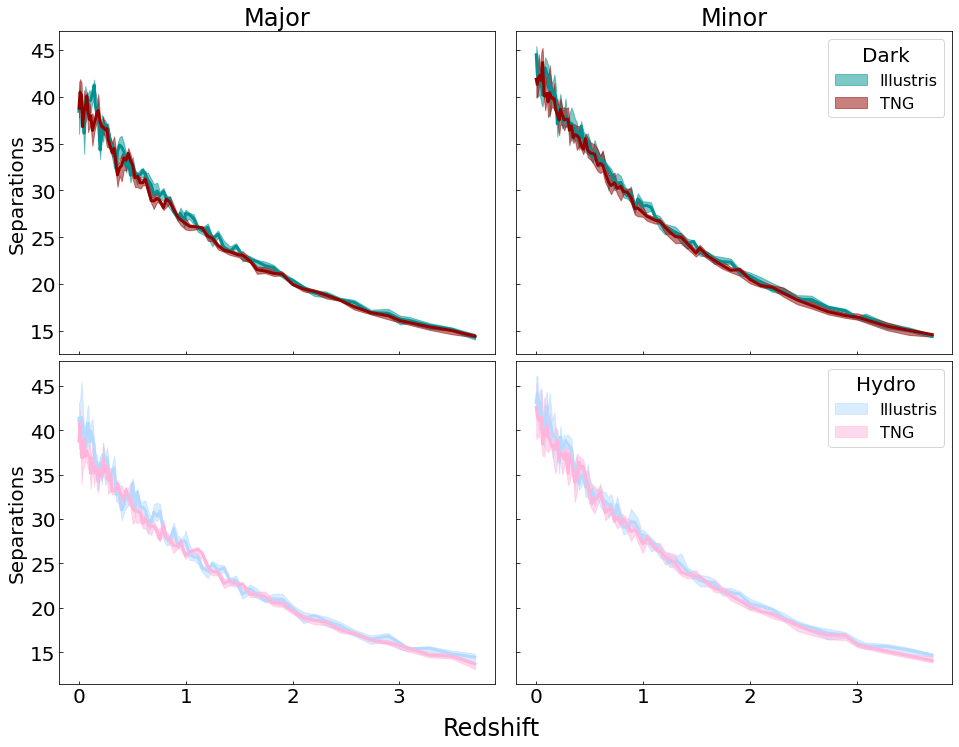 Major
Minor
Separations
45
40
35
30
25
20
15
Dark
Illustris
TNG
Separations
45
40
35
30
25
20
15
Hydro
Illustris
TNG
0 1 2 3
0 1 2 3
Redshift